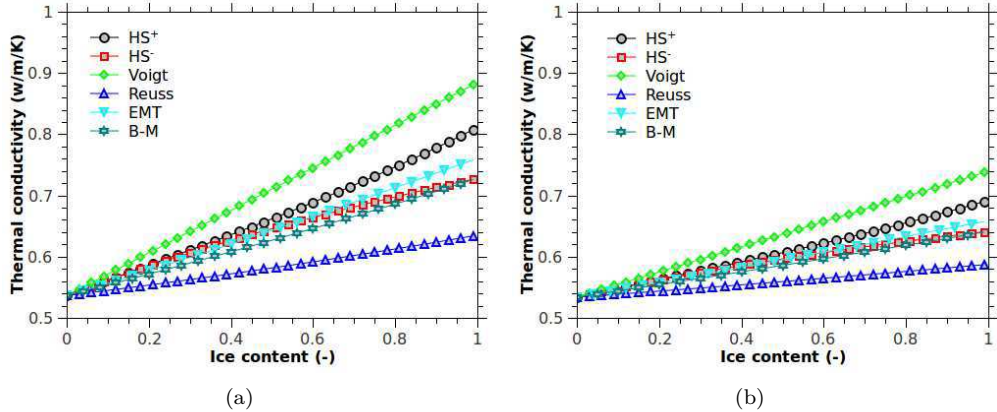 1
0.9
0.8
0.7
0.6
0.5
Thermal conductivity (w/m/K)
HS+
HS-
Voigt
Reuss
EMT
B-M
0 0.2 0.4 0.6 0.8 1
Ice content (-)
(a)
1
0.9
0.8
0.7
0.6
0.5
Thermal conductivity (w/m/K)
HS+
HS-
Voigt
Reuss
EMT
B-M
0 0.2 0.4 0.6 0.8 1
Ice content (-)
(b)